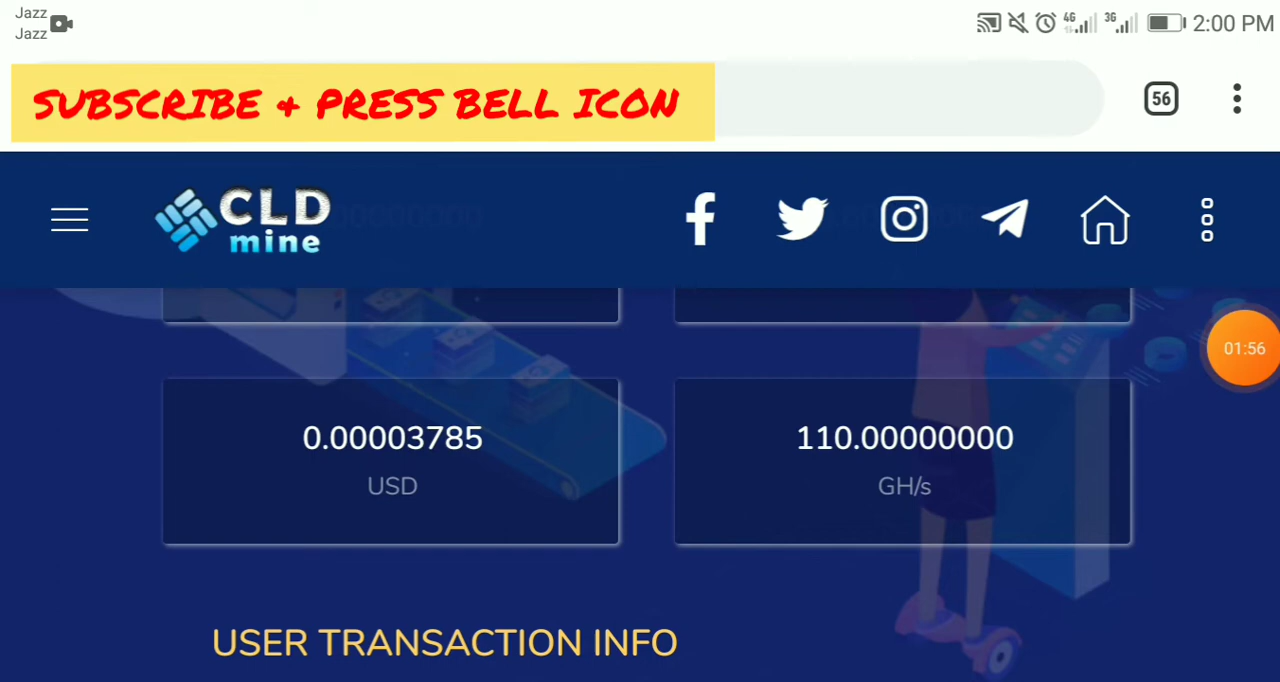 Jazz
Jazz
4G
3G
2:00 PM
SUBSCRIBE & PRESS BELL ICON
56
CLD
mine
01:56
0.00003785
110.00000000
USD
GH/s
USER TRANSACTION INFO